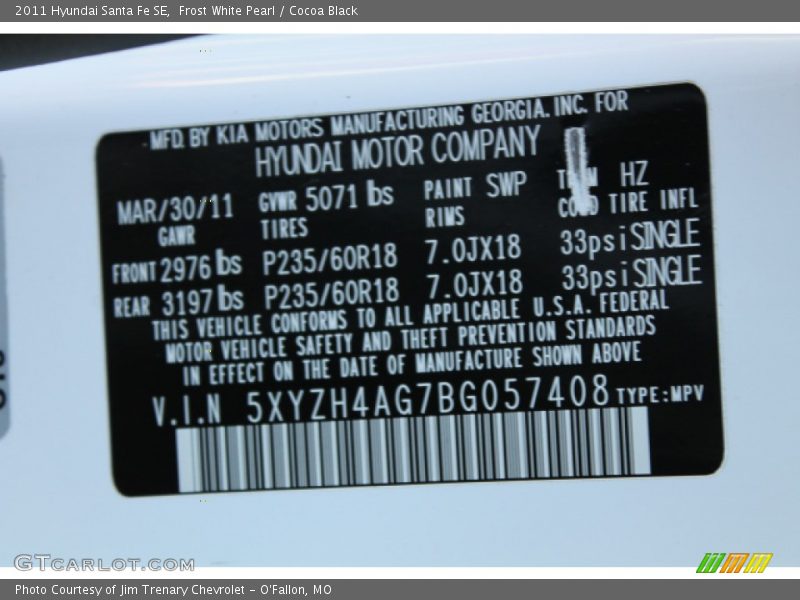 2011 Hyundai Santa Fe SE, Frost White Pearl / Cocoa Black
MFD. BY KIA MOTORS MANUFACTURING GEORGIA. INC. FOR
HYUNDAI MOTOR COMPANY
MAR/30/11 GVWR 5071 lbs PAINT SWP TRIM HZ
GAWR TIRES RIMS COLD TIRE INFL
FRONT 2976 lbs P235/60R18 7.0JX18 33psi SINGLE
REAR 3197 lbs P235/60R18 7.0JX18 33psi SINGLE
THIS VEHICLE CONFORMS TO ALL APPLICABLE U.S.A. FEDERAL
MOTOR VEHICLE SAFETY AND THEFT PREVENTION STANDARDS
IN EFFECT ON THE DATE OF MANUFACTURE SHOWN ABOVE
V.I.N 5XYZH4AG7BG057408 TYPE:MPV
GTCARLOT.COM
Photo Courtesy of Jim Trenary Chevrolet - O'Fallon, MO